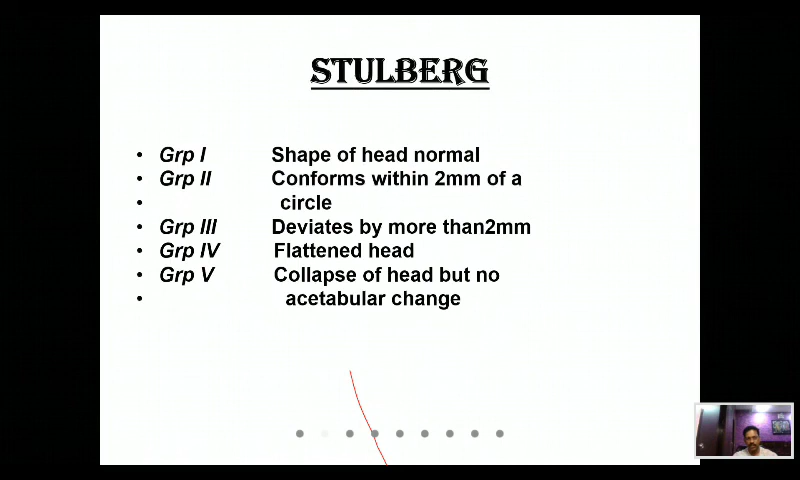 STULBERG
• Grp I Shape of head normal
• Grp II Conforms within 2mm of a
• circle
• Grp III Deviates by more than2mm
• Grp IV Flattened head
• Grp V Collapse of head but no
• acetabular change